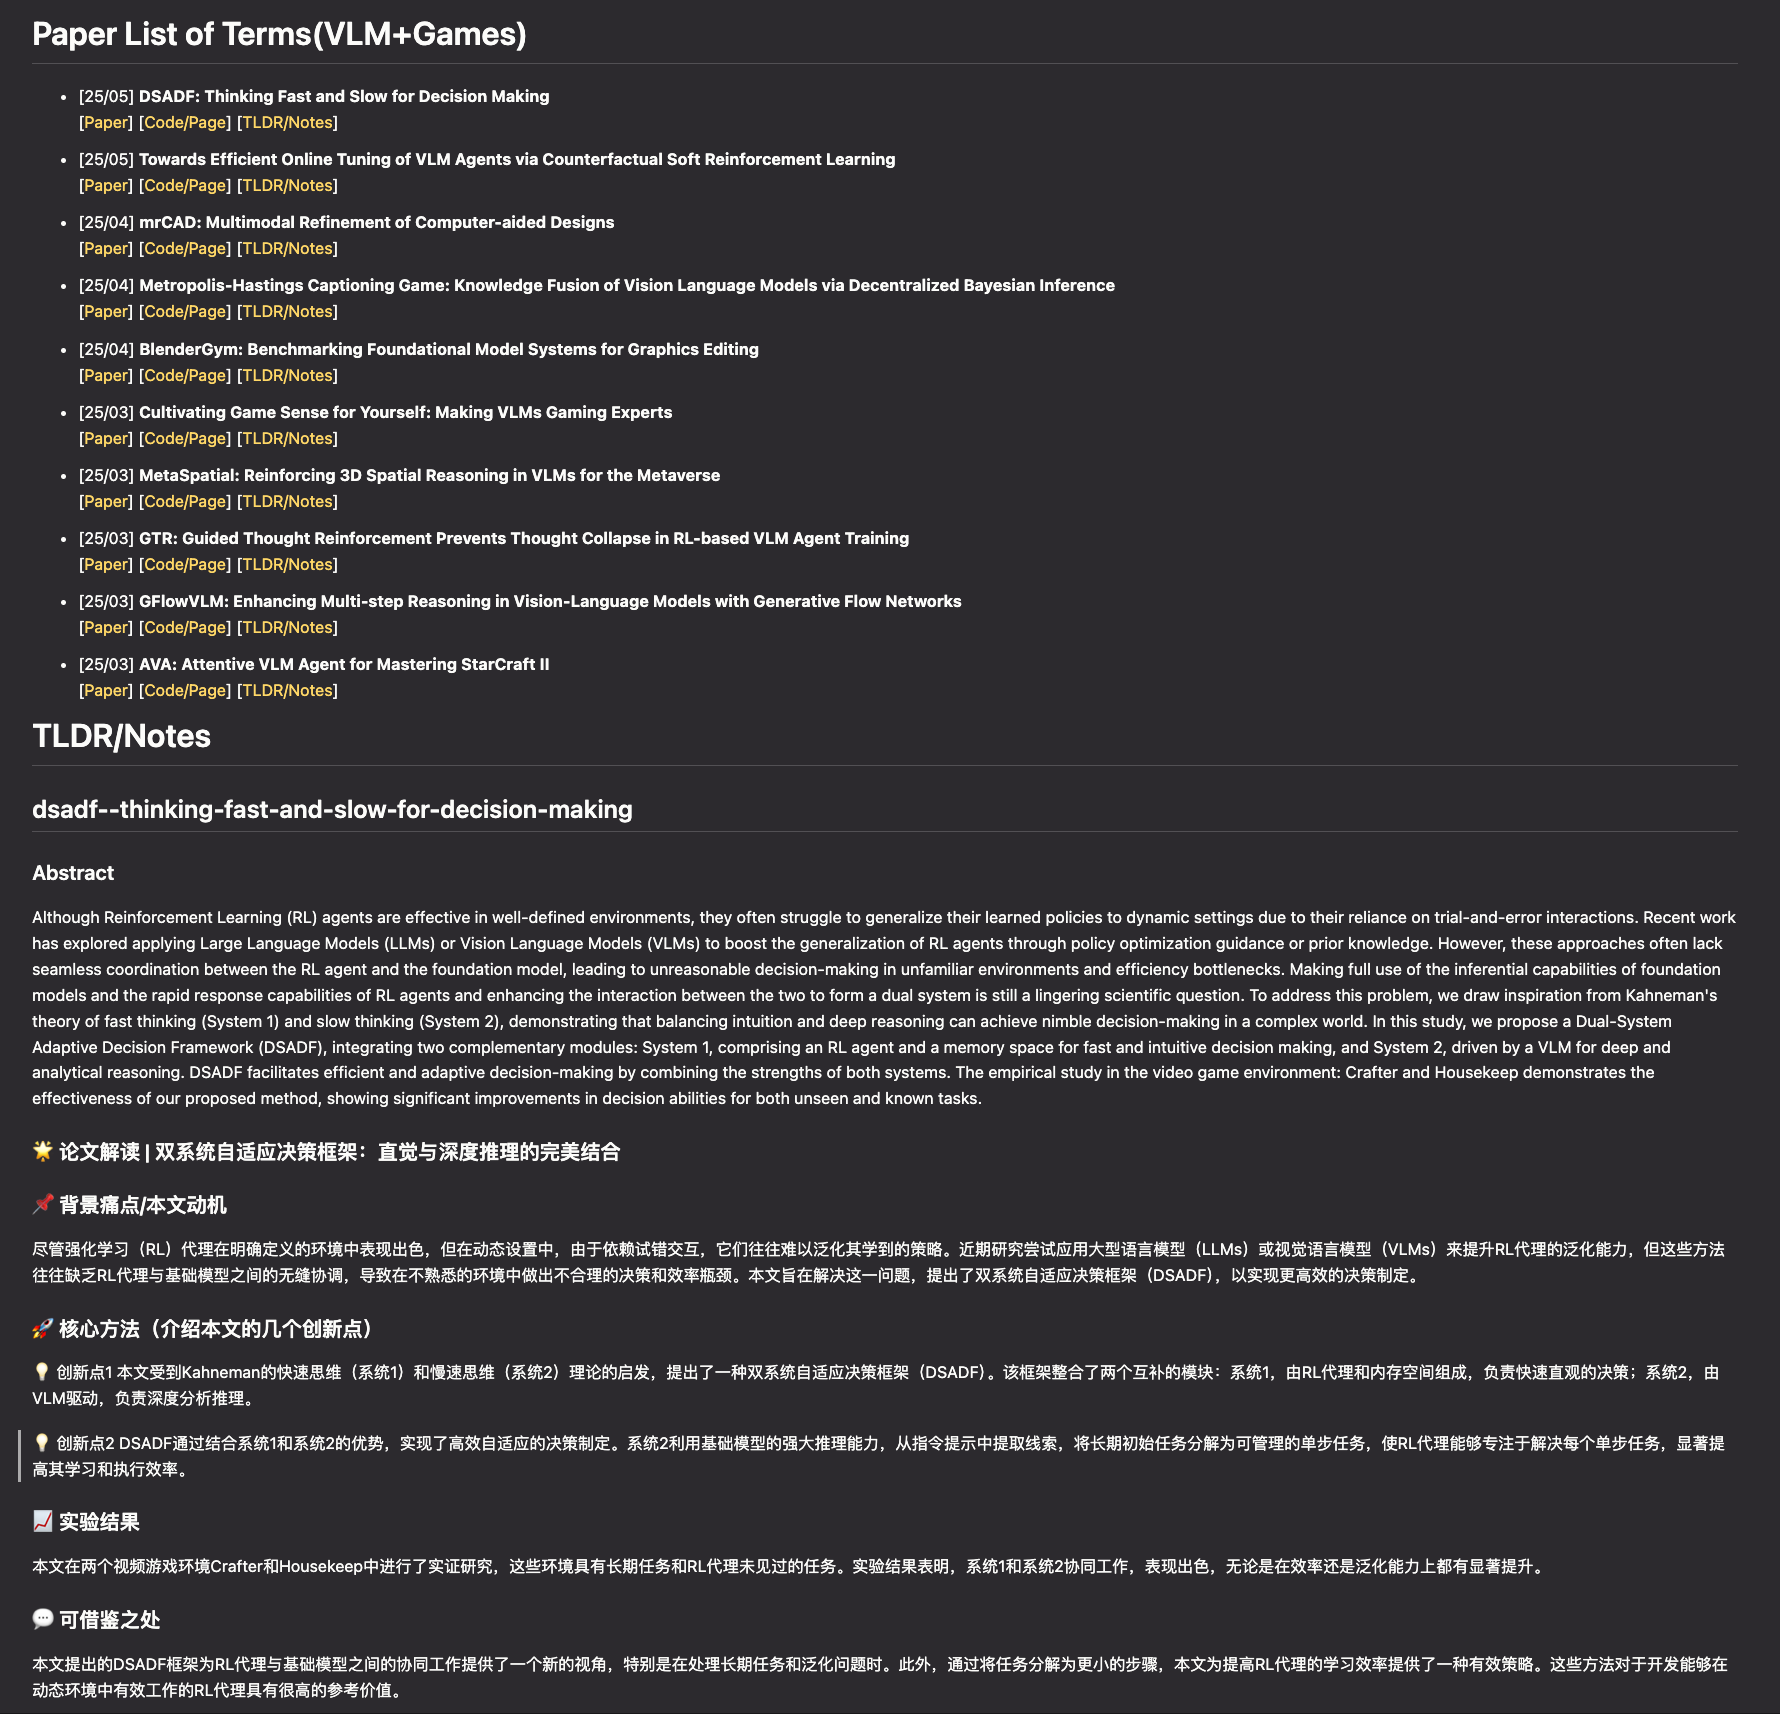 Paper List of Terms(VLM+Games)
• [25/05] DSADF: Thinking Fast and Slow for Decision Making
[Paper] [Code/Page] [TLDR/Notes]
• [25/05] Towards Efficient Online Tuning of VLM Agents via Counterfactual Soft Reinforcement Learning
[Paper] [Code/Page] [TLDR/Notes]
• [25/04] mrCAD: Multimodal Refinement of Computer-aided Designs
[Paper] [Code/Page] [TLDR/Notes]
• [25/04] Metropolis-Hastings Captioning Game: Knowledge Fusion of Vision Language Models via Decentralized Bayesian Inference
[Paper] [Code/Page] [TLDR/Notes]
• [25/04] BlenderGym: Benchmarking Foundational Model Systems for Graphics Editing
[Paper] [Code/Page] [TLDR/Notes]
• [25/03] Cultivating Game Sense for Yourself: Making VLMs Gaming Experts
[Paper] [Code/Page] [TLDR/Notes]
• [25/03] MetaSpatial: Reinforcing 3D Spatial Reasoning in VLMs for the Metaverse
[Paper] [Code/Page] [TLDR/Notes]
• [25/03] GTR: Guided Thought Reinforcement Prevents Thought Collapse in RL-based VLM Agent Training
[Paper] [Code/Page] [TLDR/Notes]
• [25/03] GFlowVLM: Enhancing Multi-step Reasoning in Vision-Language Models with Generative Flow Networks
[Paper] [Code/Page] [TLDR/Notes]
• [25/03] AVA: Attentive VLM Agent for Mastering StarCraft II
[Paper] [Code/Page] [TLDR/Notes]
TLDR/Notes
dsadf--thinking-fast-and-slow-for-decision-making
Abstract
Although Reinforcement Learning (RL) agents are effective in well-defined environments, they often struggle to generalize their learned policies to dynamic settings due to their reliance on trial-and-error interactions. Recent work
has explored applying Large Language Models (LLMs) or Vision Language Models (VLMs) to boost the generalization of RL agents through policy optimization guidance or prior knowledge. However, these approaches often lack
seamless coordination between the RL agent and the foundation model, leading to unreasonable decision-making in unfamiliar environments and efficiency bottlenecks. Making full use of the inferential capabilities of foundation
models and the rapid response capabilities of RL agents and enhancing the interaction between the two to form a dual system is still a lingering scientific question. To address this problem, we draw inspiration from Kahneman's
theory of fast thinking (System 1) and slow thinking (System 2), demonstrating that balancing intuition and deep reasoning can achieve nimble decision-making in a complex world. In this study, we propose a Dual-System
Adaptive Decision Framework (DSADF), integrating two complementary modules: System 1, comprising an RL agent and a memory space for fast and intuitive decision making, and System 2, driven by a VLM for deep and
analytical reasoning. DSADF facilitates efficient and adaptive decision-making by combining the strengths of both systems. The empirical study in the video game environment: Crafter and Housekeep demonstrates the
effectiveness of our proposed method, showing significant improvements in decision abilities for both unseen and known tasks.
🌟 论文解读 | 双系统自适应决策框架：直觉与深度推理的完美结合
📌 背景痛点/本文动机
尽管强化学习（RL）代理在明确定义的环境中表现出色，但在动态设置中，由于依赖试错交互，它们往往难以泛化其学到的策略。近期研究尝试应用大型语言模型（LLMs）或视觉语言模型（VLMs）来提升RL代理的泛化能力，但这些方法
往往缺乏RL代理与基础模型之间的无缝协调，导致在不熟悉的环境中做出不合理的决策和效率瓶颈。本文旨在解决这一问题，提出了双系统自适应决策框架（DSADF），以实现更高效的决策制定。
🚀 核心方法（介绍本文的几个创新点）
💡 创新点1 本文受到Kahneman的快速思维（系统1）和慢速思维（系统2）理论的启发，提出了一种双系统自适应决策框架（DSADF）。该框架整合了两个互补的模块：系统1，由RL代理和内存空间组成，负责快速直观的决策；系统2，由
VLM驱动，负责深度分析推理。
💡 创新点2 DSADF通过结合系统1和系统2的优势，实现了高效自适应的决策制定。系统2利用基础模型的强大推理能力，从指令提示中提取线索，将长期初始任务分解为可管理的单步任务，使RL代理能够专注于解决每个单步任务，显著提
高其学习和执行效率。
📈 实验结果
本文在两个视频游戏环境Crafter和Housekeep中进行了实证研究，这些环境具有长期任务和RL代理未见过的任务。实验结果表明，系统1和系统2协同工作，表现出色，无论是在效率还是泛化能力上都有显著提升。
💬 可借鉴之处
本文提出的DSADF框架为RL代理与基础模型之间的协同工作提供了一个新的视角，特别是在处理长期任务和泛化问题时。此外，通过将任务分解为更小的步骤，本文为提高RL代理的学习效率提供了一种有效策略。这些方法对于开发能够在
动态环境中有效工作的RL代理具有很高的参考价值。